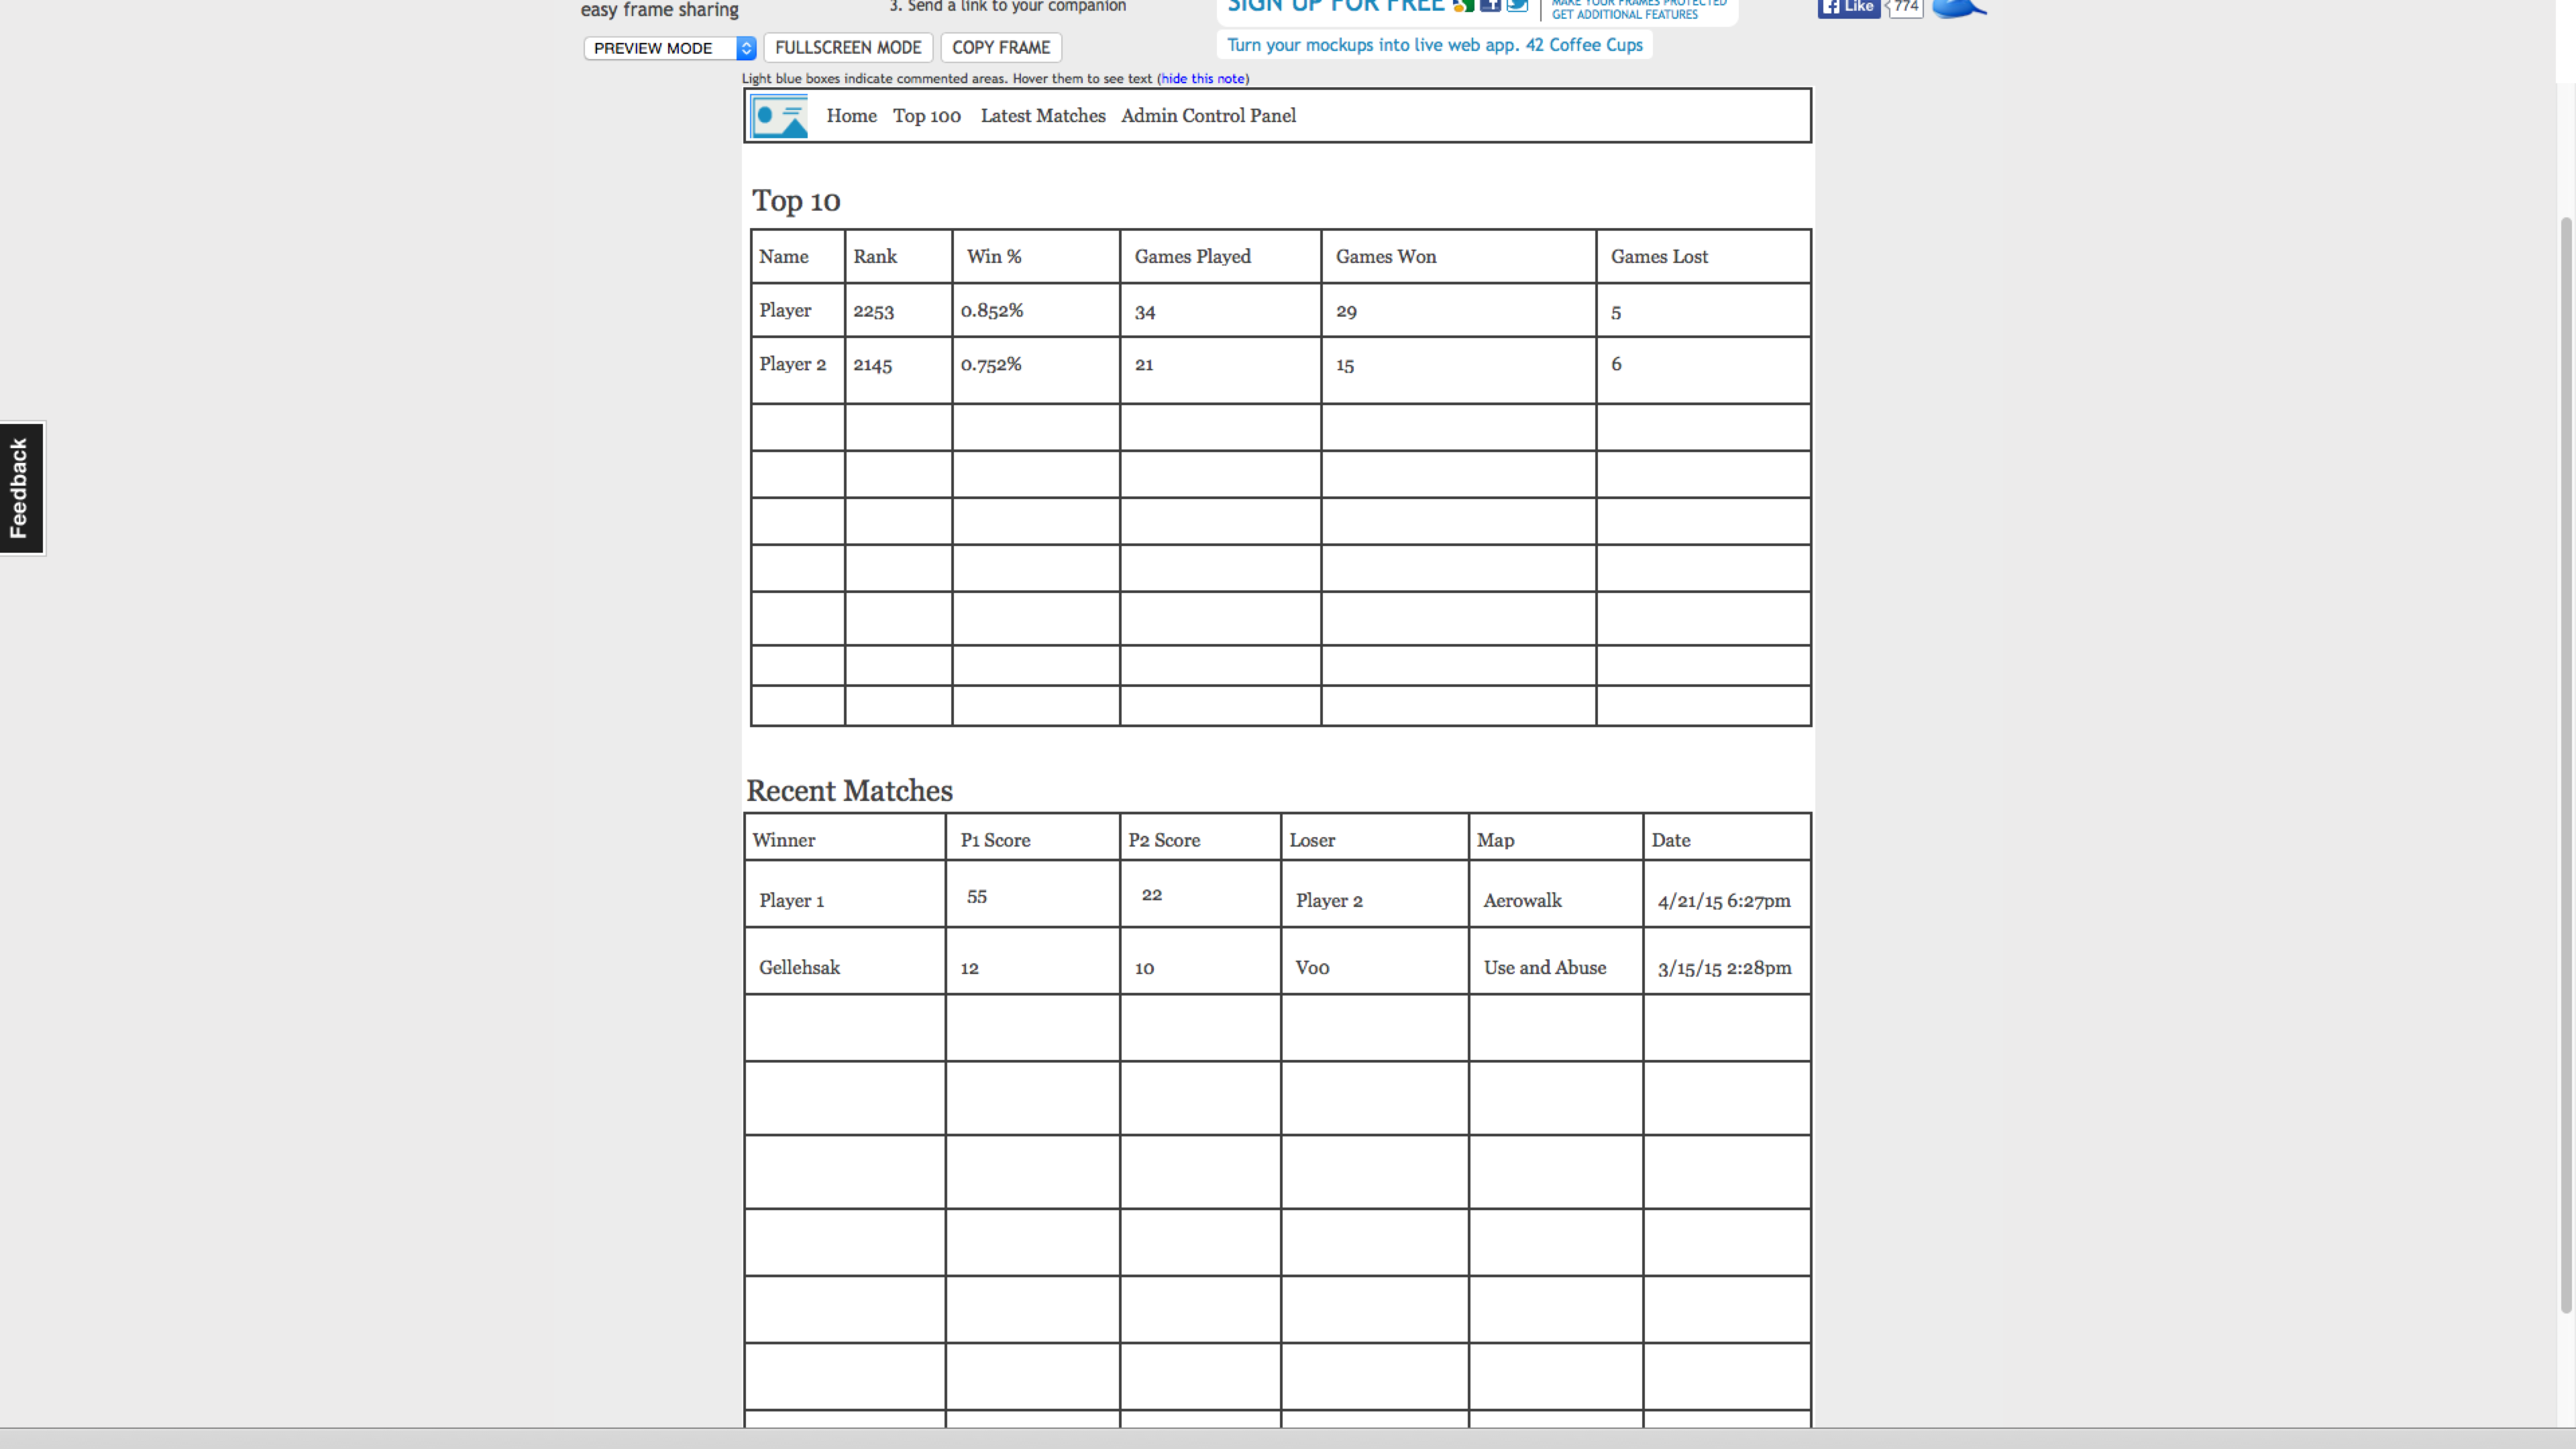 easy frame sharing
3. Send a link to your companion
SIGN UP FOR FREE
MAKE YOUR FRAMES PROTECTED
GET ADDITIONAL FEATURES
Like 774
PREVIEW MODE FULLSCREEN MODE COPY FRAME
Turn your mockups into live web app. 42 Coffee Cups
Light blue boxes indicate commented areas. Hover them to see text (hide this note)
Home Top 100 Latest Matches Admin Control Panel
Top 10
Name Rank Win % Games Played Games Won Games Lost
Player 2253 0.852% 34 29 5
Player 2 2145 0.752% 21 15 6
Feedback
Recent Matches
Winner P1 Score P2 Score Loser Map Date
Player 1 55 22 Player 2 Aerowalk 4/21/15 6:27pm
Gellehsak 12 10 Voo Use and Abuse 3/15/15 2:28pm